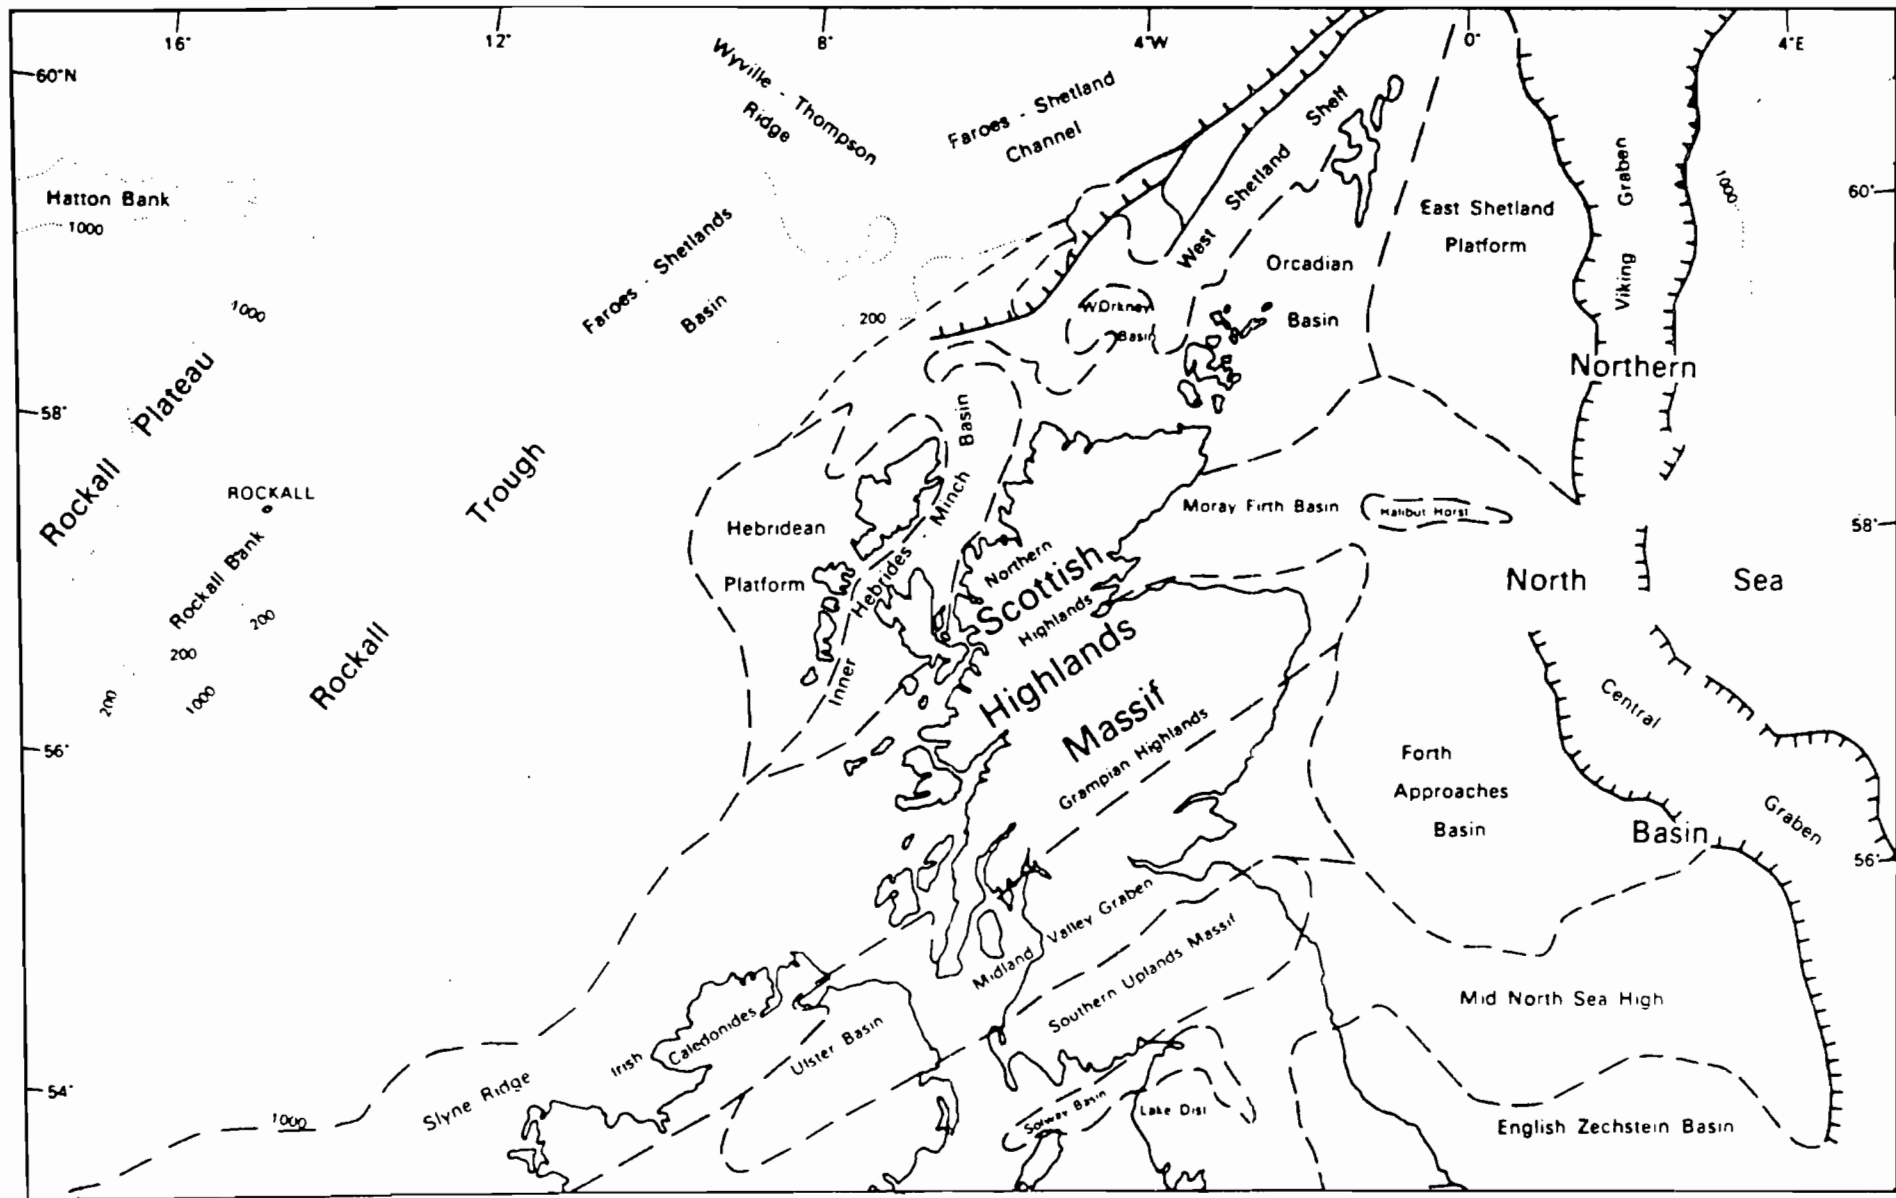 16°
12°
8°
4°W
0°
4°E
60°N
Wyville - Thompson
Ridge
Faroes - Shetland
Channel
Hatton Bank
1000
West Shetland Shelf
East Shetland
Platform
Viking Graben
1000
60°
Faroes - Shetlands
Basin
200
Orcadian
Basin
W.Orkney
Basin
1000
58°
Rockall Plateau
Northern
ROCKALL
Rockall Bank
Rockall Trough
Hebridean
Platform
Inner Hebrides
Minch Basin
Moray Firth Basin
Halibut Horst
58°
Northern
Highlands
Scottish
Highlands
Massif
North Sea
200
200
200
1000
Grampian Highlands
Central
Graben
56°
Forth
Approaches
Basin
Basin
56°
Midland Valley Graben
Southern Uplands Massif
Mid North Sea High
Irish
Caledonides
Ulster Basin
54°
Slyne Ridge
1000
Solway Basin
Lake Dist
English Zechstein Basin